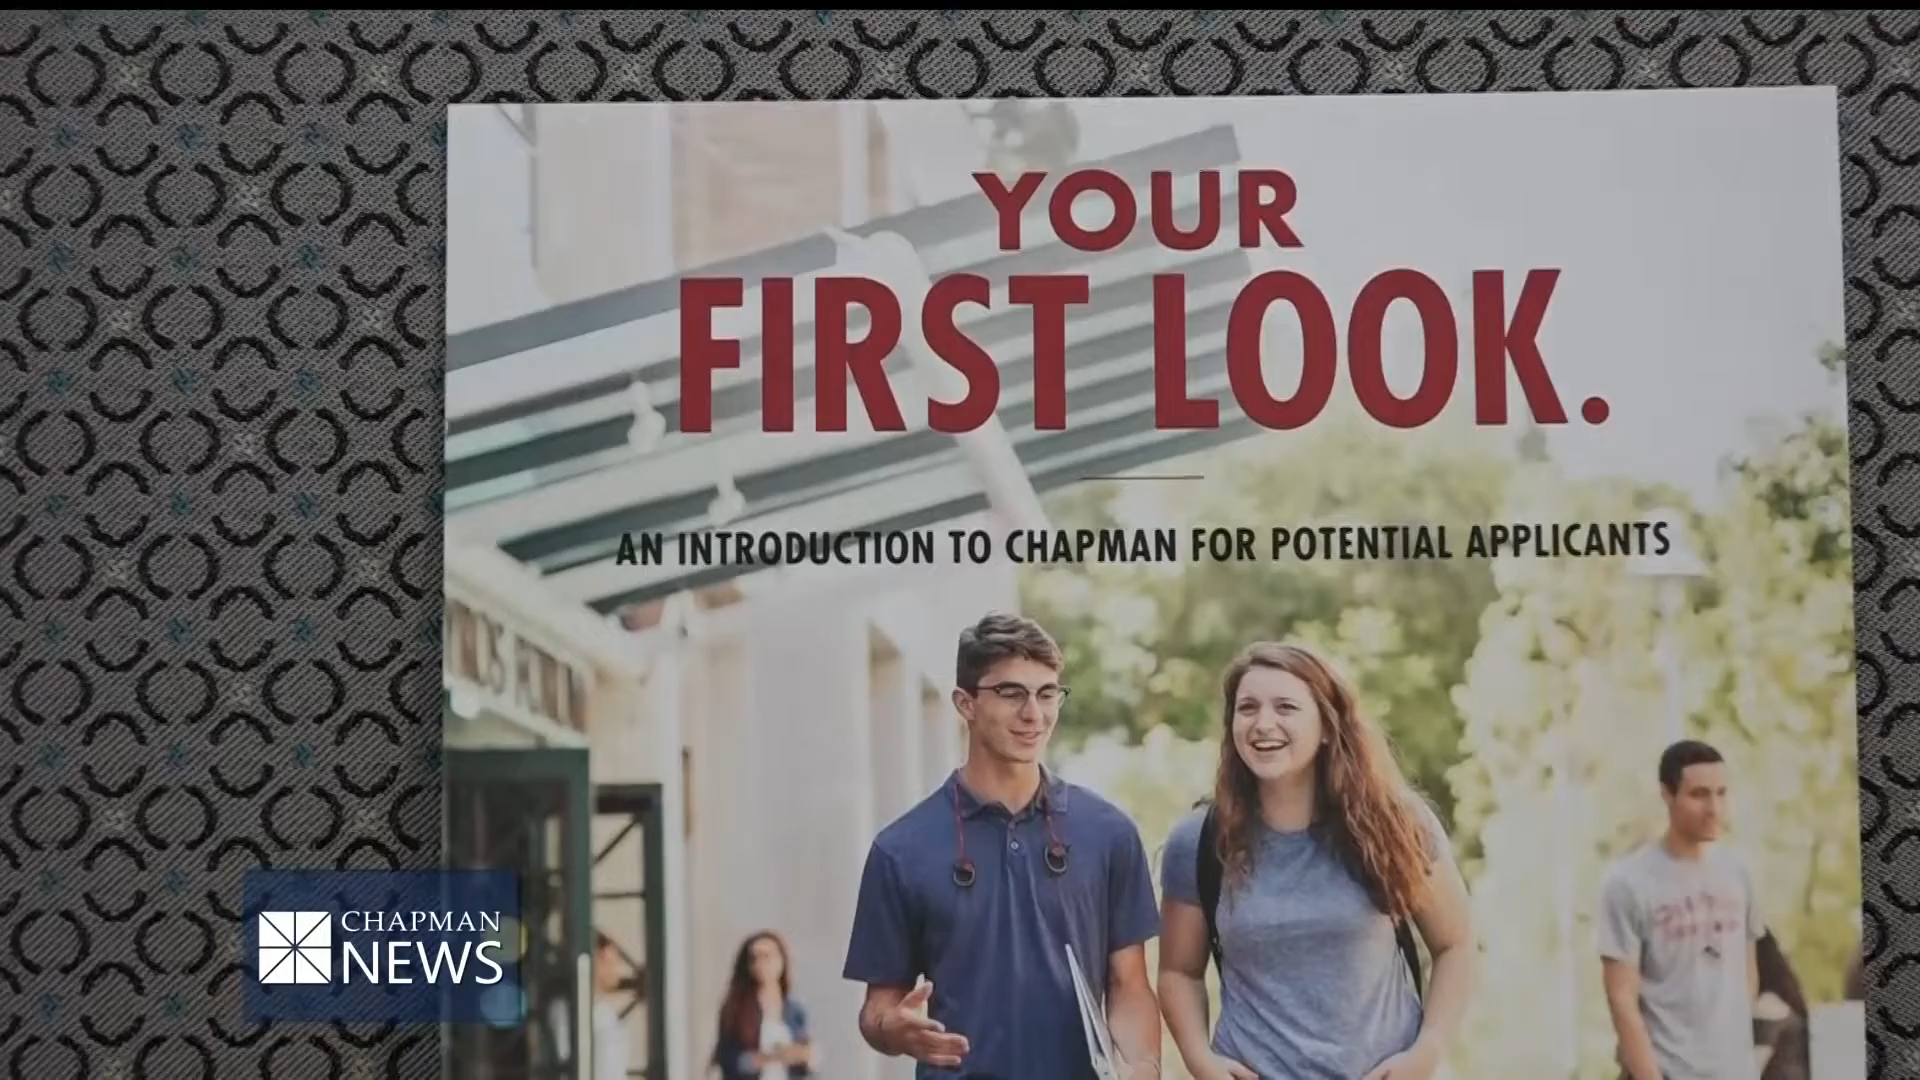 YOUR
FIRST LOOK.
AN INTRODUCTION TO CHAPMAN FOR POTENTIAL APPLICANTS
CHAPMAN
NEWS